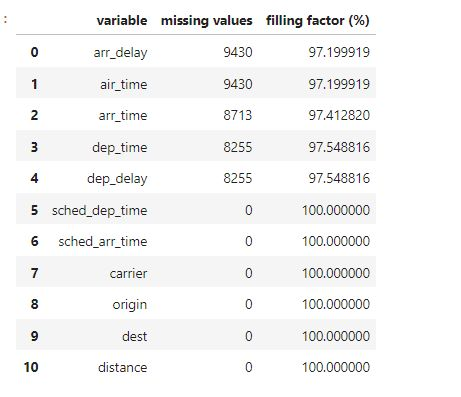 :
variable missing values filling factor (%)
0 arr_delay 9430 97.199919
1 air_time 9430 97.199919
2 arr_time 8713 97.412820
3 dep_time 8255 97.548816
4 dep_delay 8255 97.548816
5 sched_dep_time 0 100.000000
6 sched_arr_time 0 100.000000
7 carrier 0 100.000000
8 origin 0 100.000000
9 dest 0 100.000000
10 distance 0 100.000000